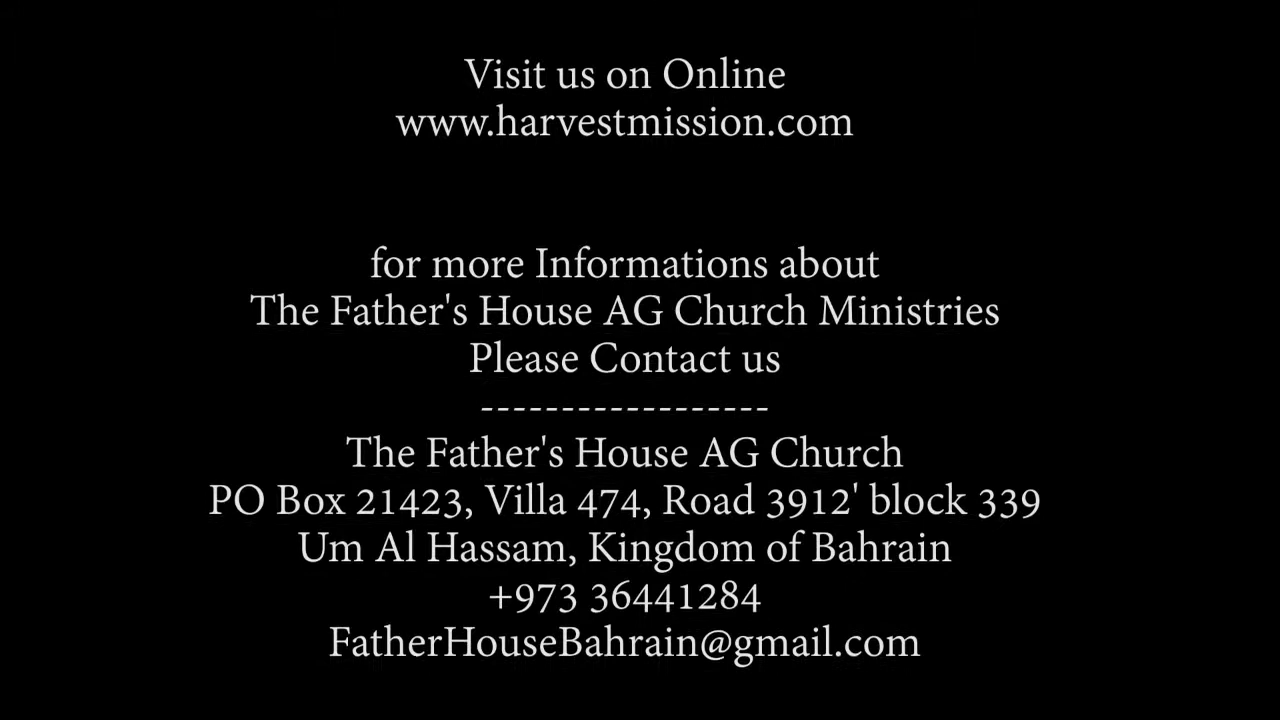 Visit us on Online
www.harvestmission.com
for more Informations about
The Father's House AG Church Ministries
Please Contact us
------------------
The Father's House AG Church
PO Box 21423, Villa 474, Road 3912' block 339
Um Al Hassam, Kingdom of Bahrain
+973 36441284
FatherHouseBahrain@gmail.com